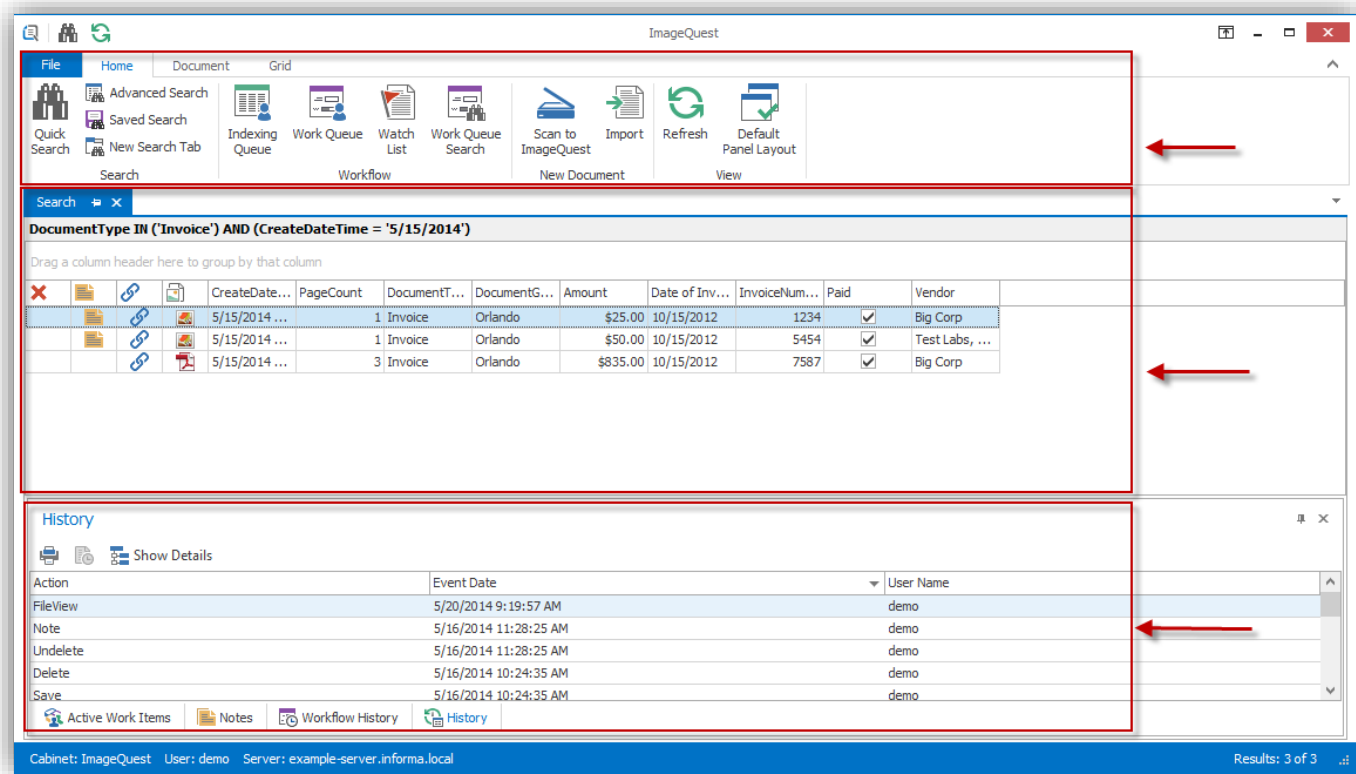 ImageQuest
File Home Document Grid
Quick Search
Advanced Search
Saved Search
New Search Tab
Indexing Queue
Work Queue
Watch List
Work Queue Search
Scan to ImageQuest
Import
Refresh
Default Panel Layout
Search Workflow New Document View
Search
DocumentType IN ('Invoice') AND (CreateDateTime = '5/15/2014')
Drag a column header here to group by that column
CreateDate... PageCount DocumentT... DocumentG... Amount Date of Inv... InvoiceNum... Paid Vendor
5/15/2014 ... 1 Invoice Orlando $25.00 10/15/2012 1234 Big Corp
5/15/2014 ... 1 Invoice Orlando $50.00 10/15/2012 5454 Test Labs, ...
5/15/2014 ... 3 Invoice Orlando $835.00 10/15/2012 7587 Big Corp
History
Show Details
Action Event Date User Name
FileView 5/20/2014 9:19:57 AM demo
Note 5/16/2014 11:28:25 AM demo
Undelete 5/16/2014 11:28:25 AM demo
Delete 5/16/2014 10:24:35 AM demo
Save 5/16/2014 10:24:35 AM demo
Active Work Items Notes Workflow History History
Cabinet: ImageQuest User: demo Server: example-server.informa.local Results: 3 of 3